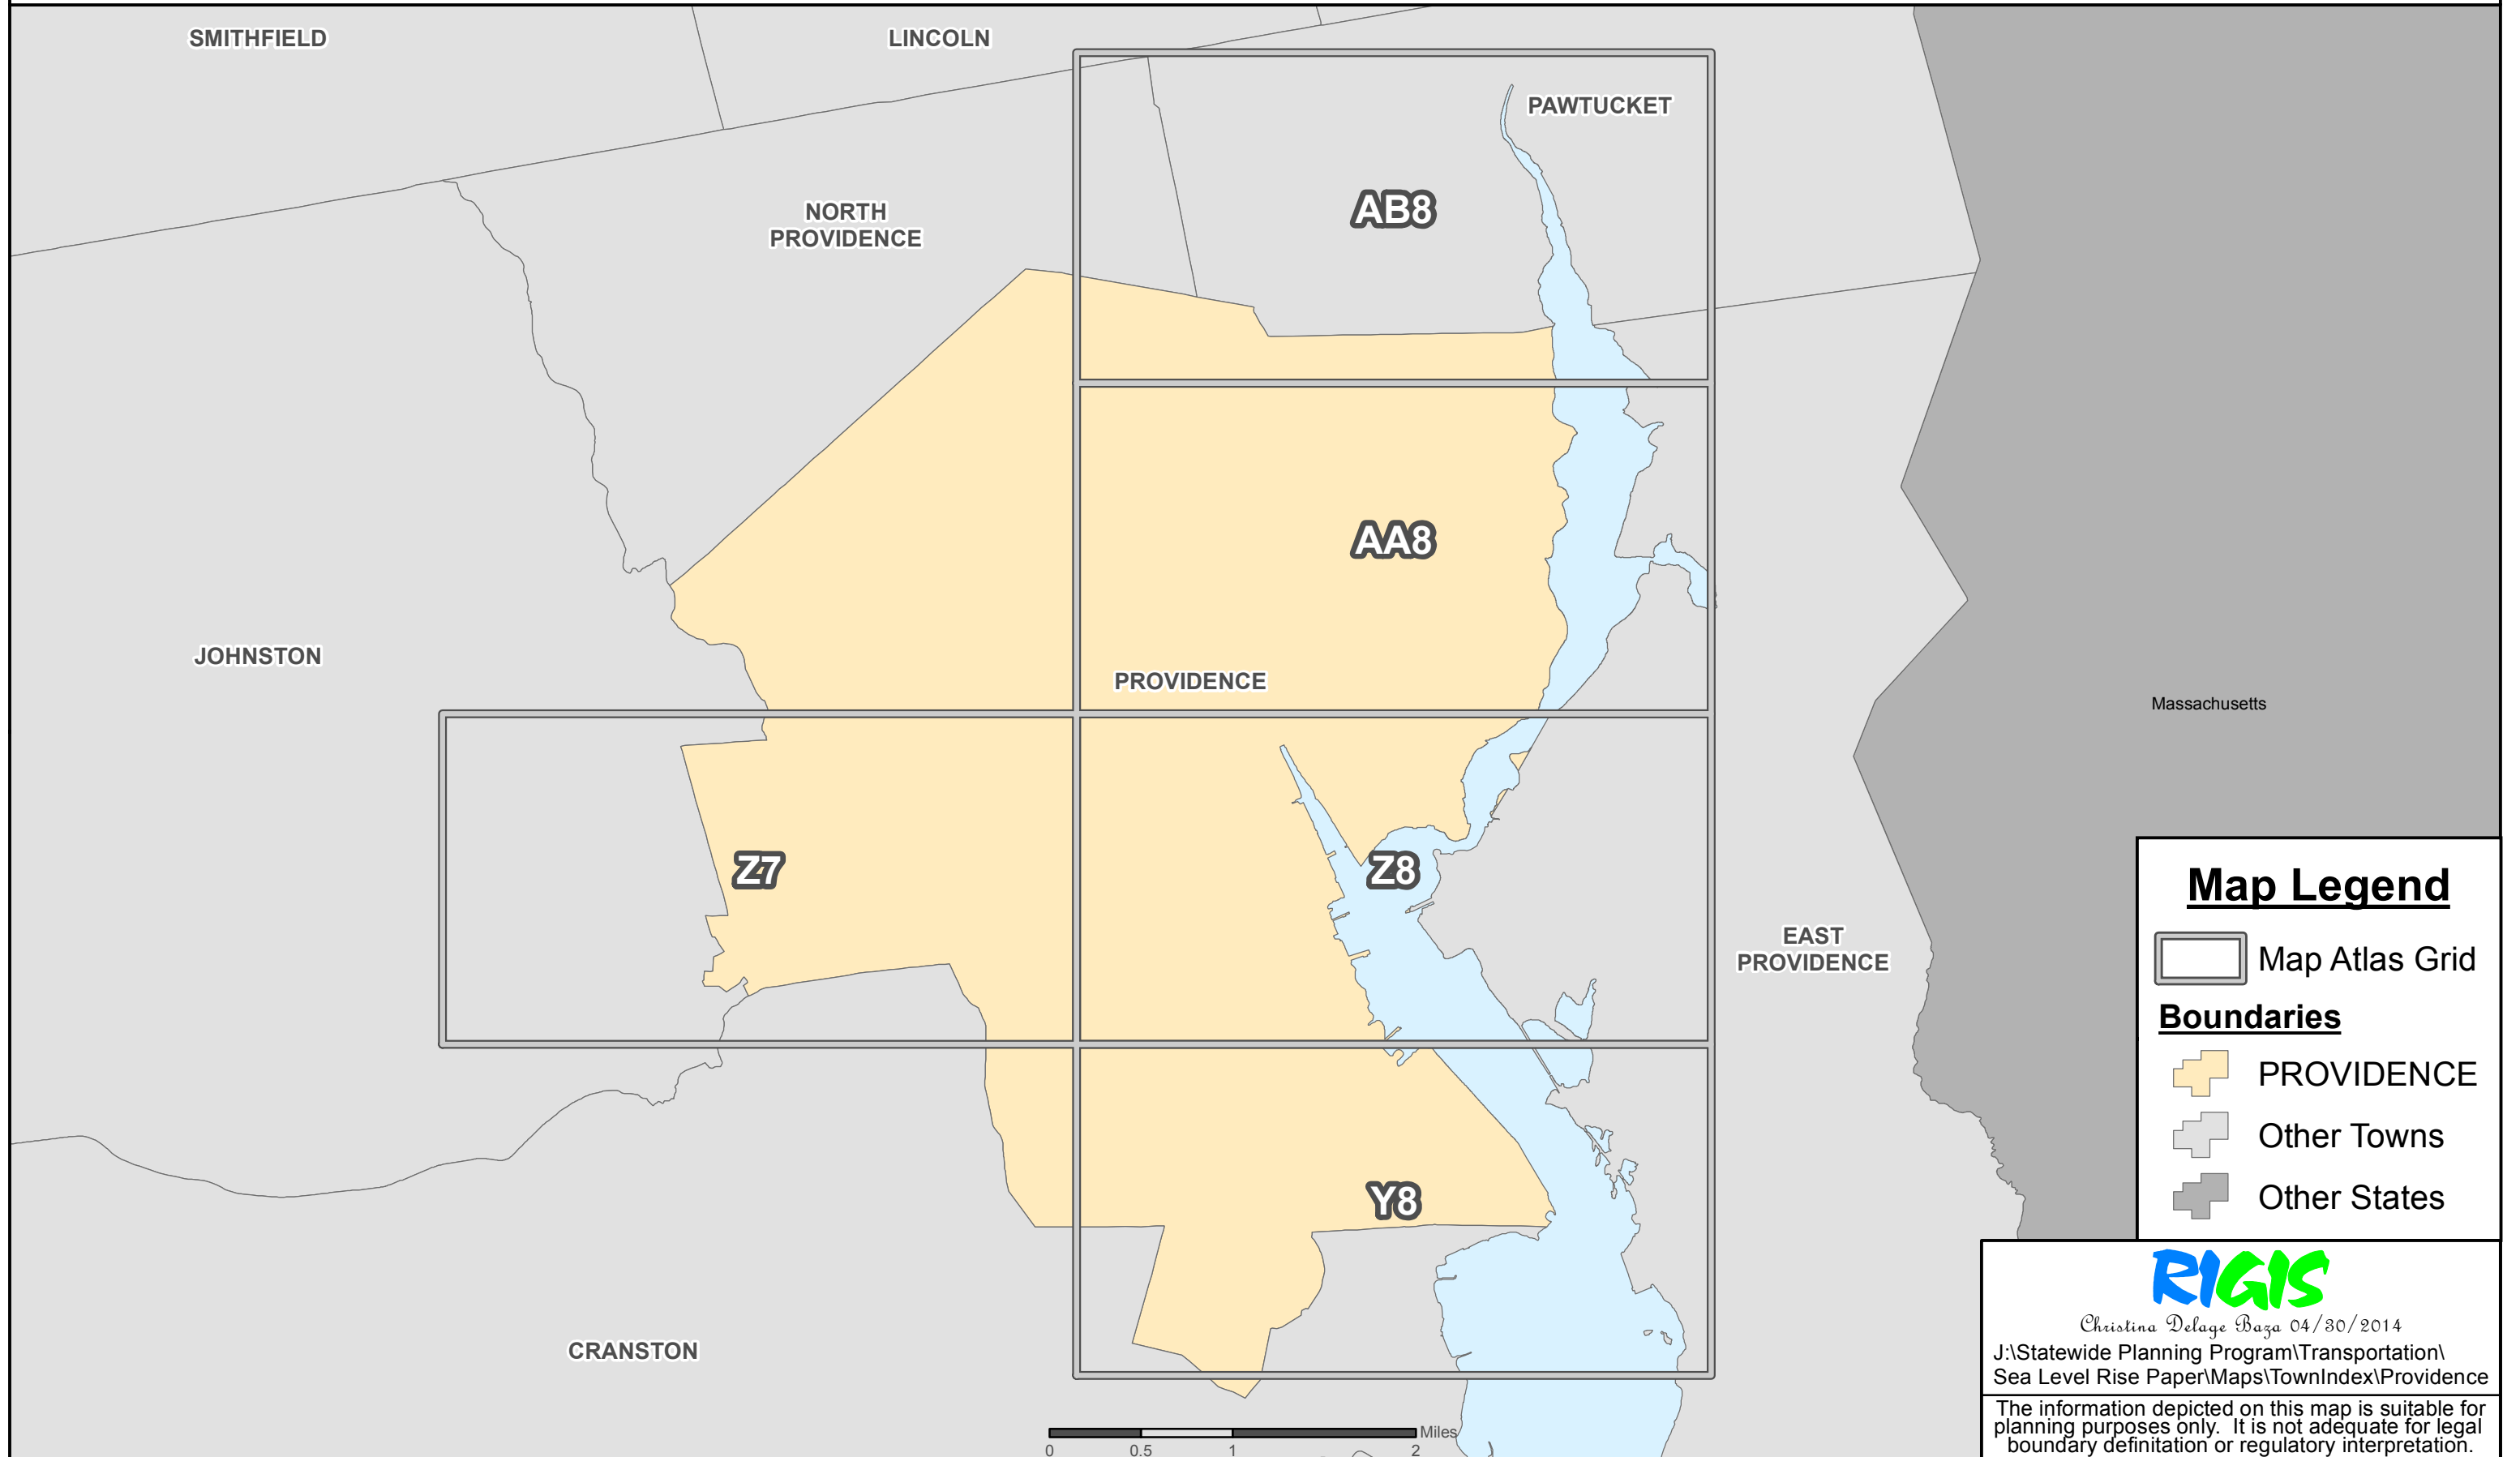 SMITHFIELD
LINCOLN
PAWTUCKET
AB8
NORTH
PROVIDENCE
AA8
JOHNSTON
PROVIDENCE
Massachusetts
Z7
Z8
EAST
PROVIDENCE
Y8
CRANSTON
Miles
0 0.5 1 2
Map Legend
Map Atlas Grid
Boundaries
PROVIDENCE
Other Towns
Other States
RIGIS
Christina Delage Baza 04/30/2014
J:\Statewide Planning Program\Transportation\
Sea Level Rise Paper\Maps\TownIndex\Providence
The information depicted on this map is suitable for
planning purposes only. It is not adequate for legal
boundary definitation or regulatory interpretation.